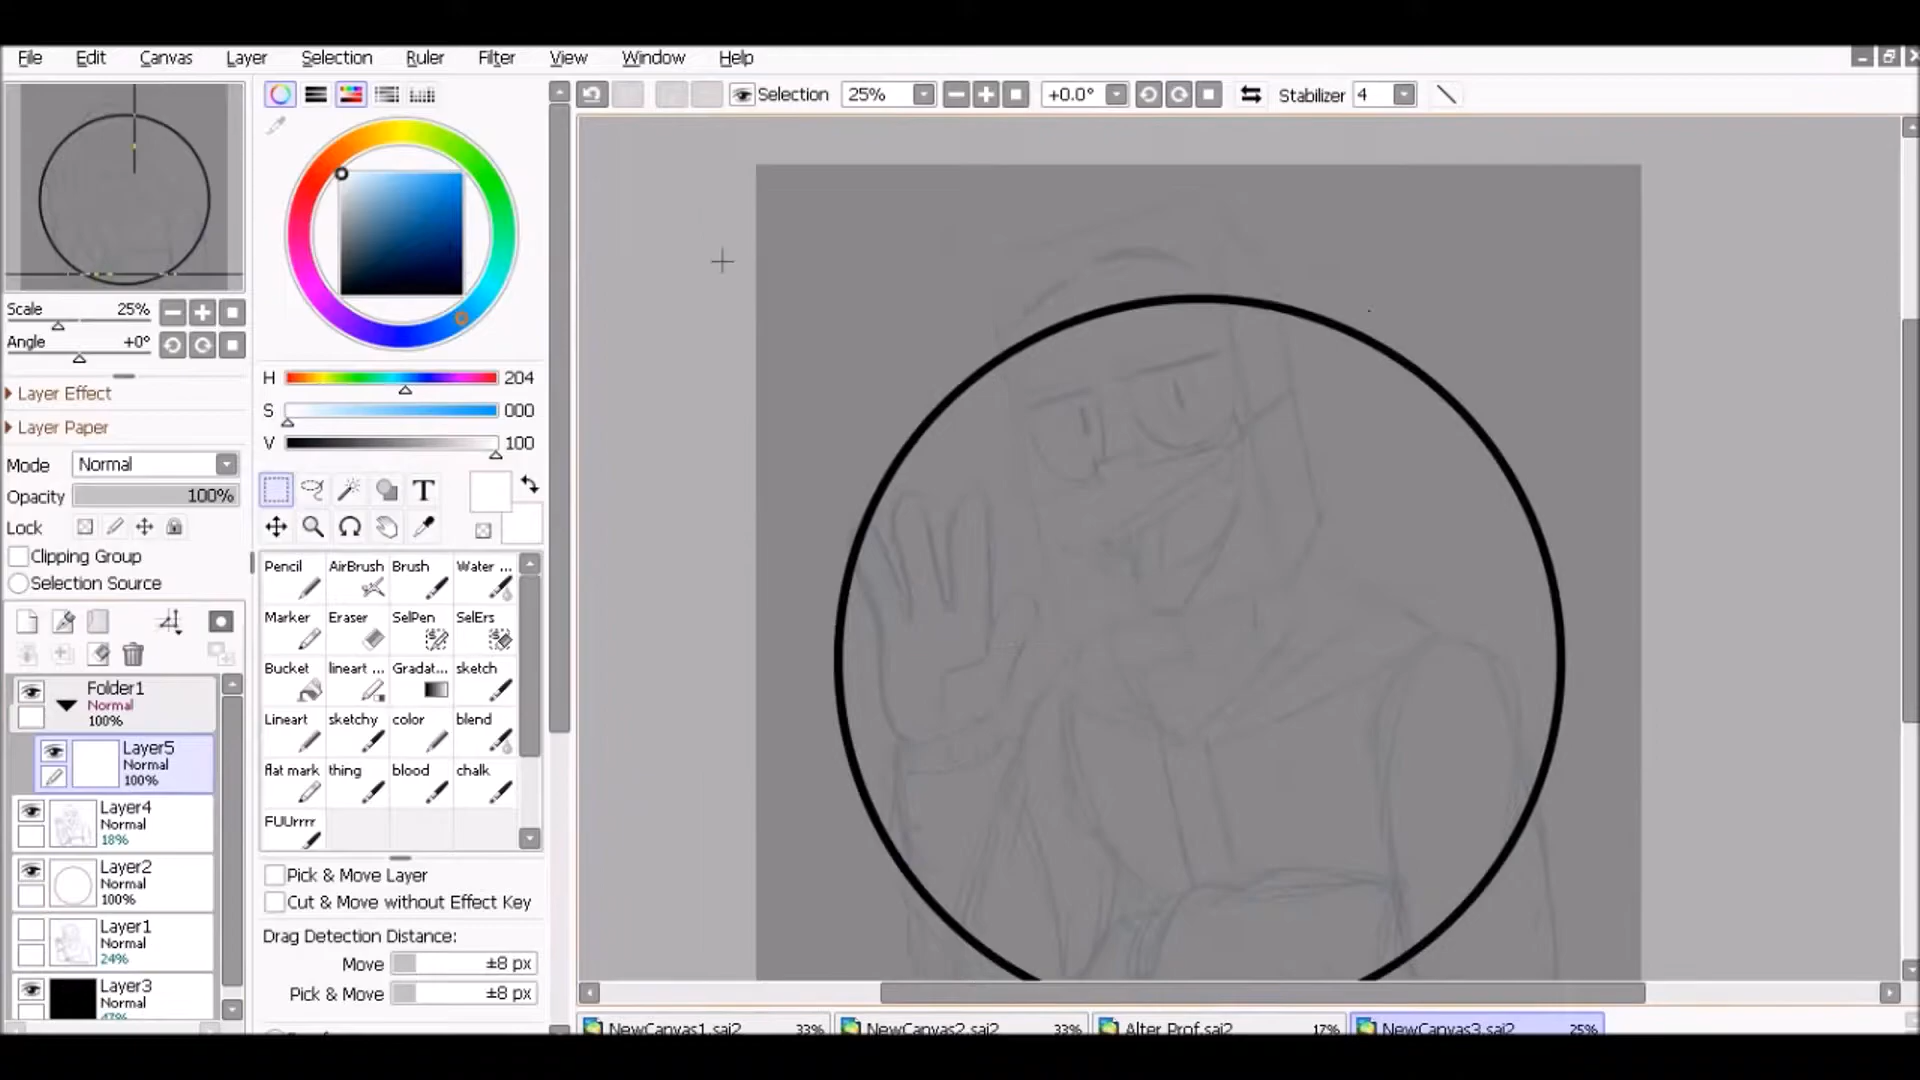 File Edit Canvas Layer Selection Ruler Filter View Window Help
Selection 25% +0.0° Stabilizer 4
Scale 25%
Angle +0°
Layer Effect
Layer Paper
Mode Normal
Opacity 100%
Lock
Clipping Group
Selection Source
Folder1
Normal
100%
Layer5
Normal
100%
Layer4
Normal
18%
Layer2
Normal
100%
Layer1
Normal
24%
Layer3
Normal
47%
H 204
S 000
V 100
T
Pencil AirBrush Brush Water ...
Marker Eraser SelPen SelErs
Bucket lineart ... Gradat... sketch
Lineart sketchy color blend
flat mark thing blood chalk
FUUrrrr
Pick & Move Layer
Cut & Move without Effect Key
Drag Detection Distance:
Move ±8 px
Pick & Move ±8 px
NewCanvas1.sai2 33% NewCanvas2.sai2 33% Alter Prof.sai2 17% NewCanvas3.sai2 25%